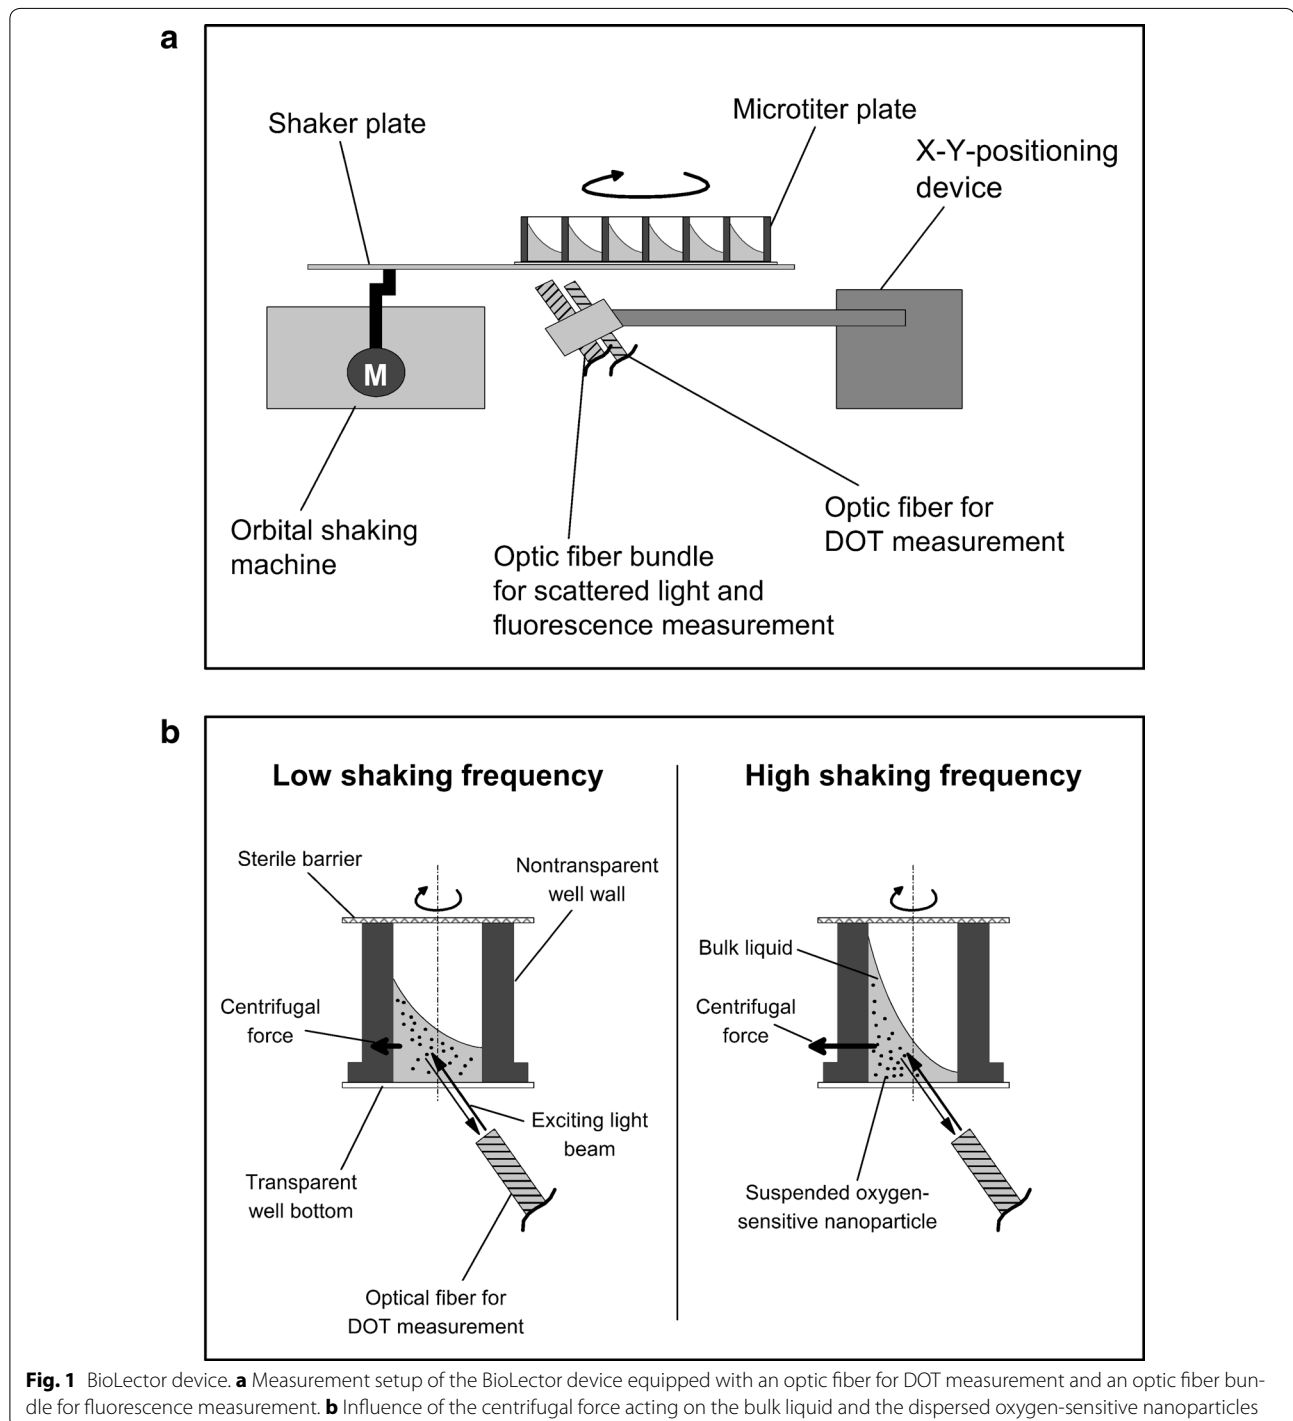 a
Shaker plate
Microtiter plate
X-Y-positioning
device
M
Orbital shaking
machine
Optic fiber for
DOT measurement
Optic fiber bundle
for scattered light and
fluorescence measurement
b
Low shaking frequency
Sterile barrier
Nontransparent
well wall
Centrifugal
force
Exciting light
beam
Transparent
well bottom
Optical fiber for
DOT measurement
High shaking frequency
Bulk liquid
Centrifugal
force
Suspended oxygen-
sensitive nanoparticle
Fig. 1 BioLector device. a Measurement setup of the BioLector device equipped with an optic fiber for DOT measurement and an optic fiber bun-
dle for fluorescence measurement. b Influence of the centrifugal force acting on the bulk liquid and the dispersed oxygen-sensitive nanoparticles